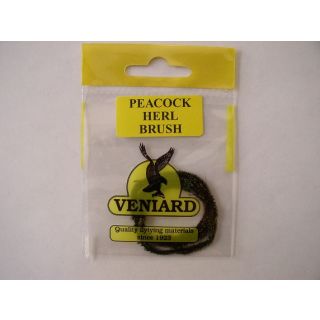 PEACOCK
HERL
BRUSH
VENIARD
Quality flytying materials
since 1923